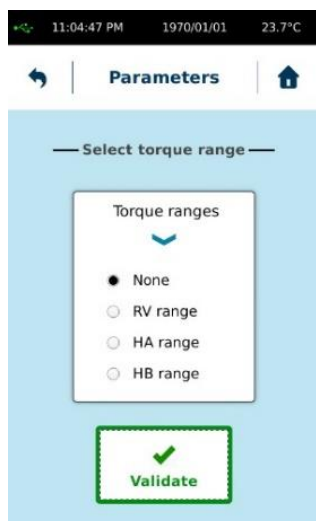 11:04:47 PM 1970/01/01 23.7°C
Parameters
Select torque range
Torque ranges
None
RV range
HA range
HB range
Validate